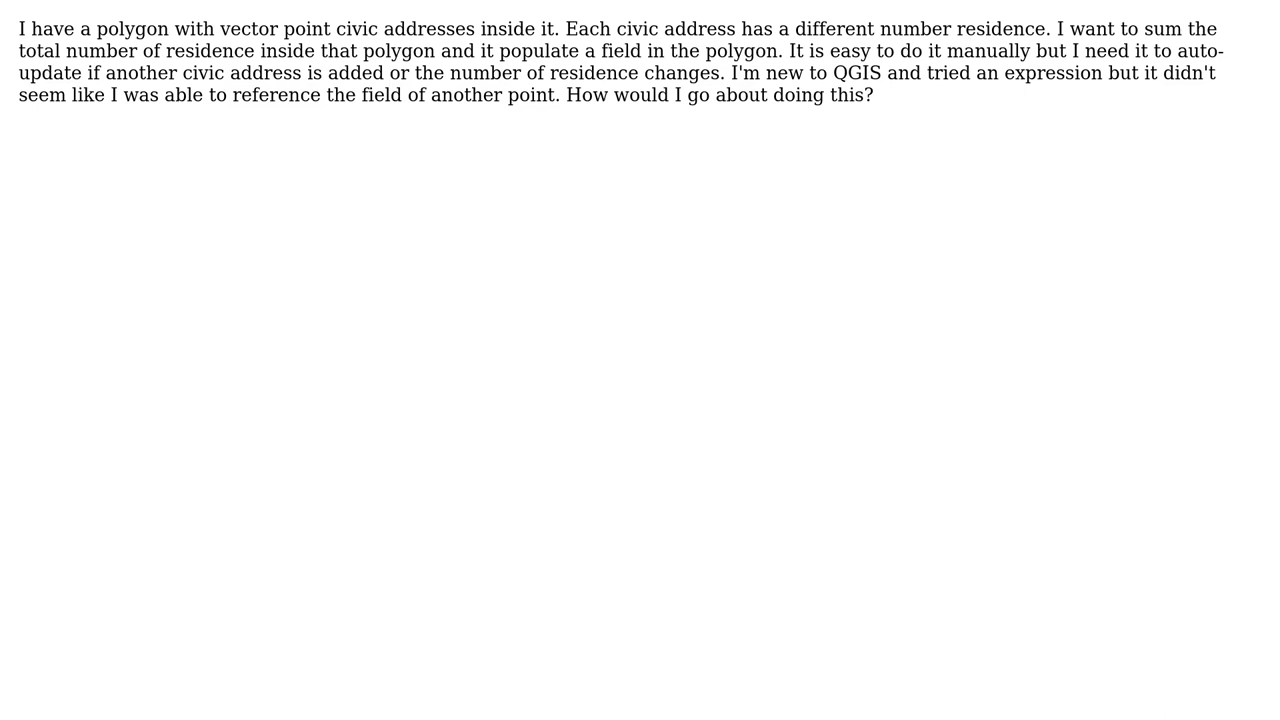 I have a polygon with vector point civic addresses inside it. Each civic address has a different number residence. I want to sum the
total number of residence inside that polygon and it populate a field in the polygon. It is easy to do it manually but I need it to auto-
update if another civic address is added or the number of residence changes. I'm new to QGIS and tried an expression but it didn't
seem like I was able to reference the field of another point. How would I go about doing this?